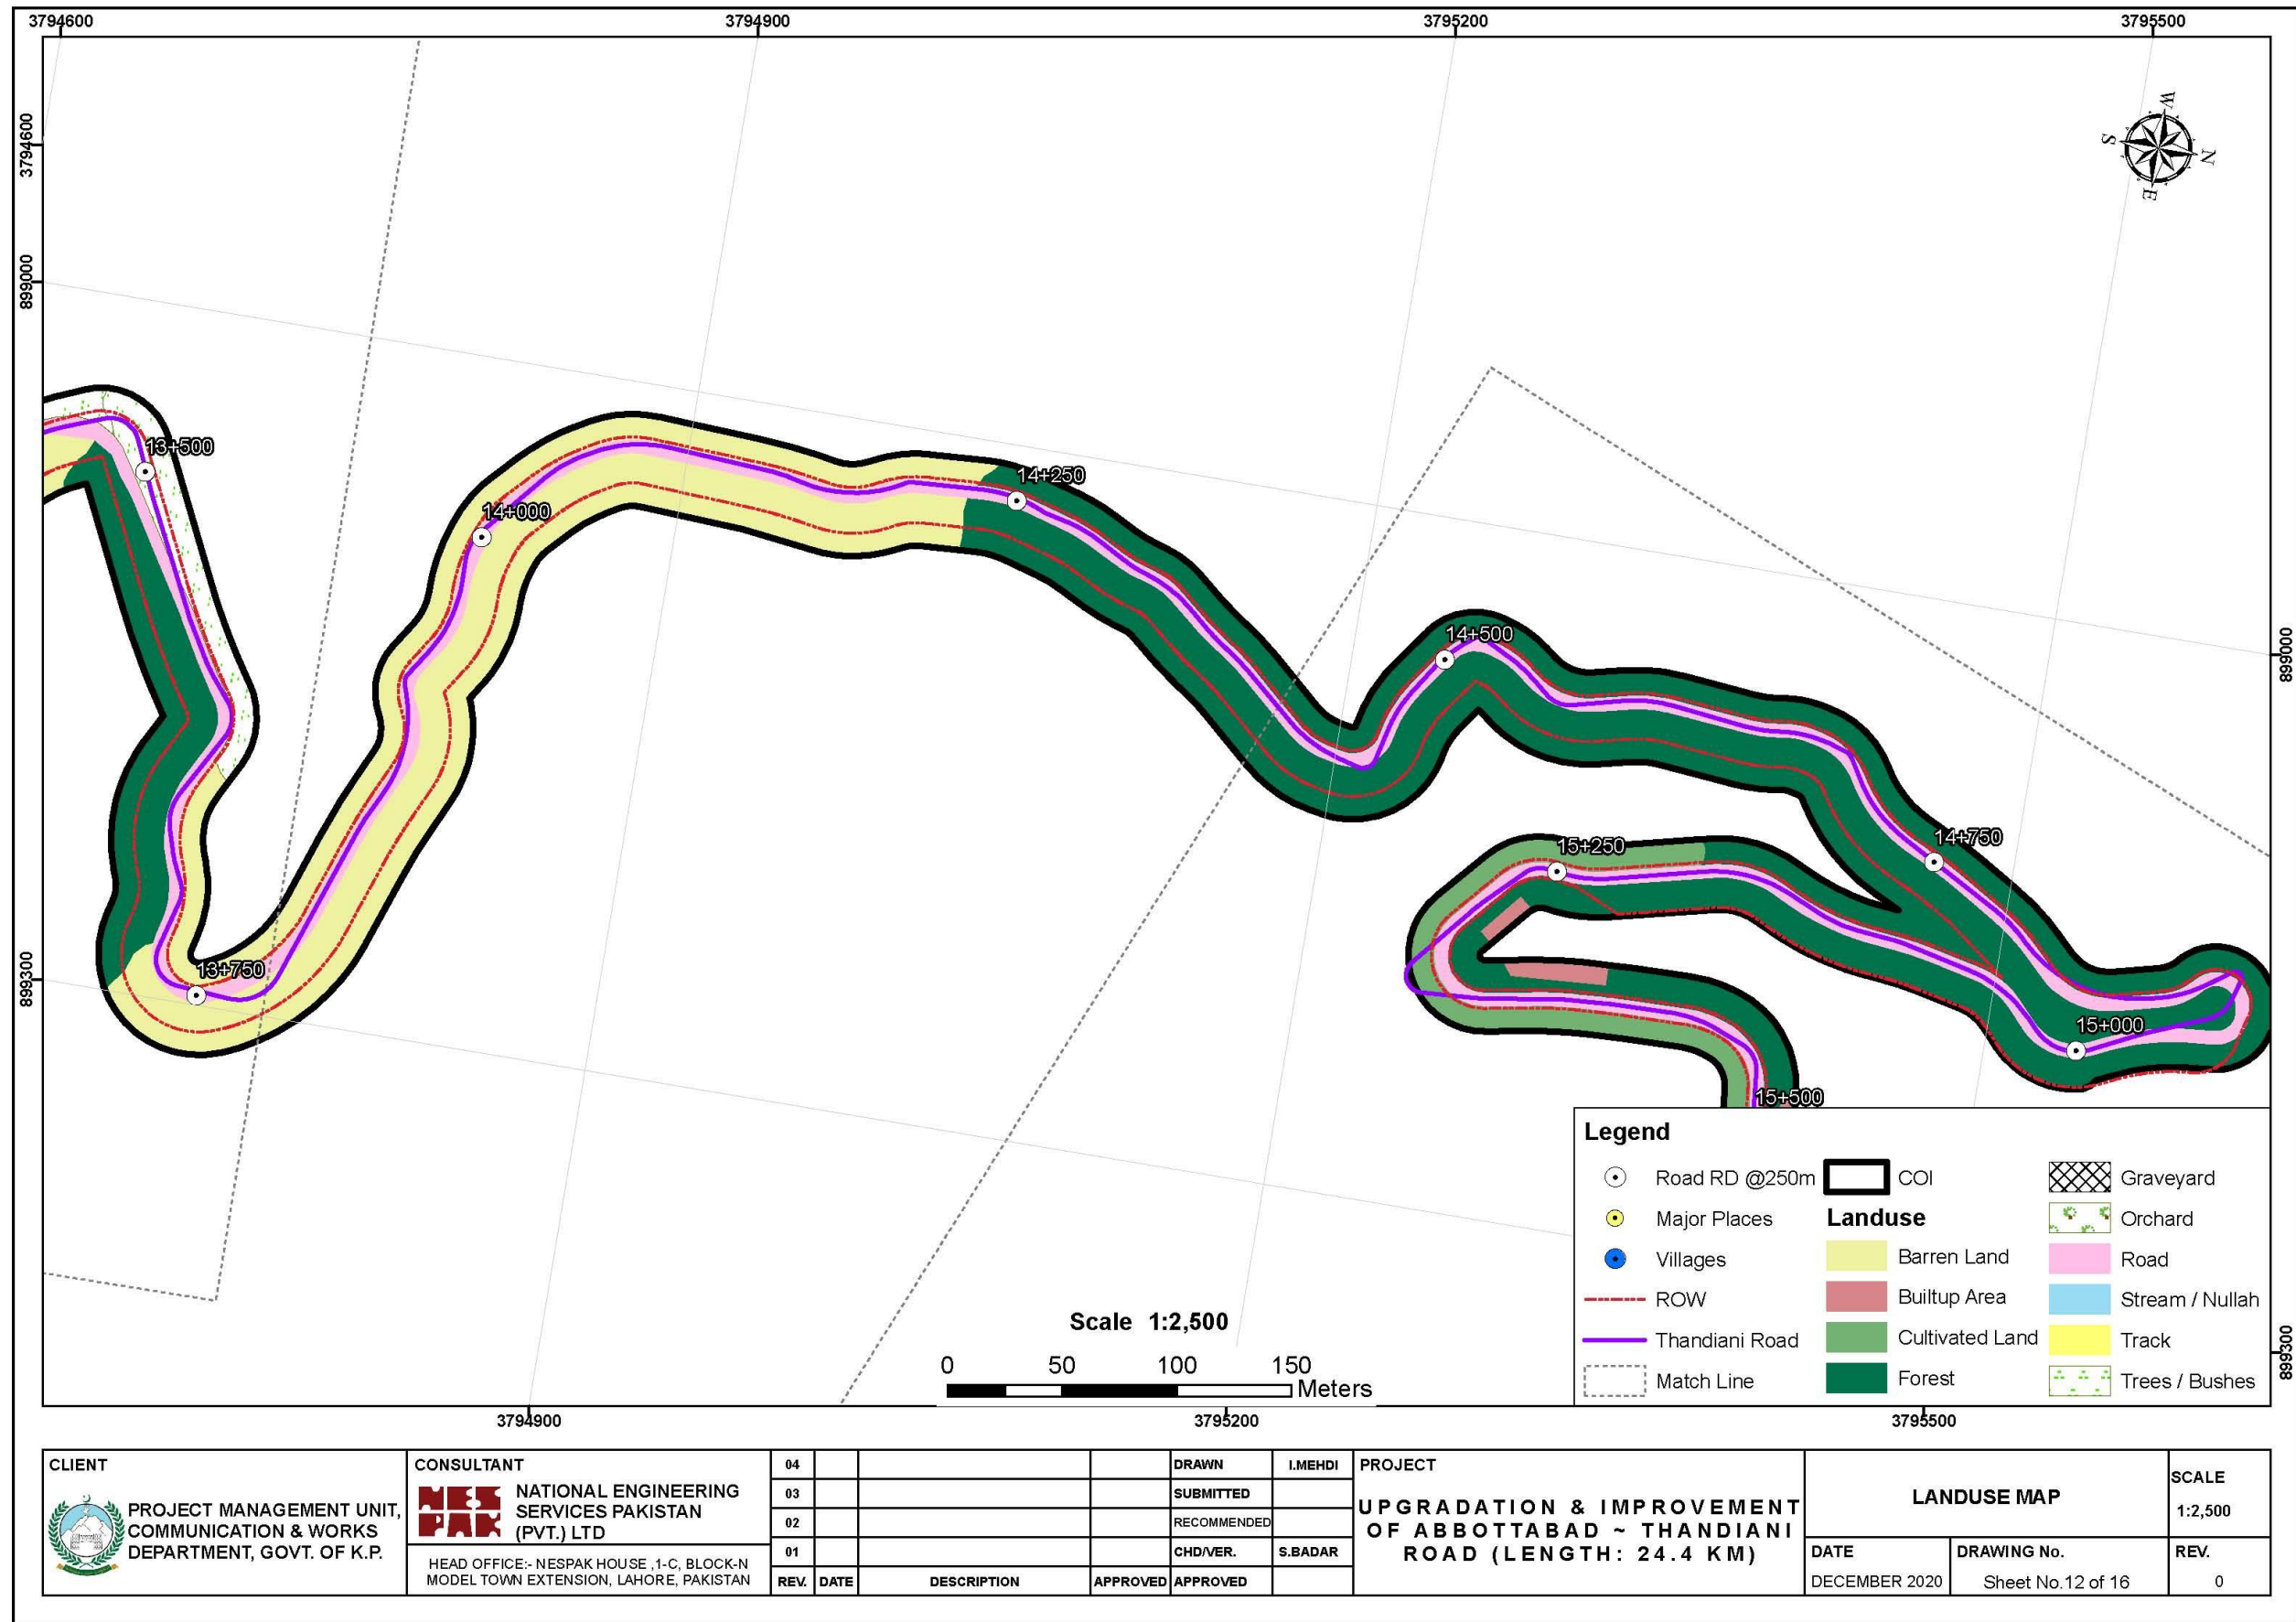 3794600 3794900 3795200 3795500
3794600
899000
899300
899000
899300
W
S
N
E
13+500
14+250
14+000
14+500
14+750
15+250
13+750
15+000
15+500
Legend
Road RD @250m
Major Places
Villages
ROW
Thandiani Road
Match Line
COI
Landuse
Barren Land
Builtup Area
Cultivated Land
Forest
Graveyard
Orchard
Road
Stream / Nullah
Track
Trees / Bushes
Scale 1:2,500
0 50 100 150
Meters
3794900 3795200 3795500
CLIENT
PROJECT MANAGEMENT UNIT,
COMMUNICATION & WORKS
DEPARTMENT, GOVT. OF K.P.
CONSULTANT
NES
PAK
NATIONAL ENGINEERING
SERVICES PAKISTAN
(PVT.) LTD
HEAD OFFICE:- NESPAK HOUSE ,1-C, BLOCK-N
MODEL TOWN EXTENSION, LAHORE, PAKISTAN
04
03
02
01
REV. DATE DESCRIPTION APPROVED
DRAWN I.MEHDI
SUBMITTED
RECOMMENDED
CHD/VER. S.BADAR
APPROVED
PROJECT
UPGRADATION & IMPROVEMENT
OF ABBOTTABAD ~ THANDIANI
ROAD (LENGTH: 24.4 KM)
LANDUSE MAP
SCALE
1:2,500
DATE
DECEMBER 2020
DRAWING No.
Sheet No.12 of 16
REV.
0